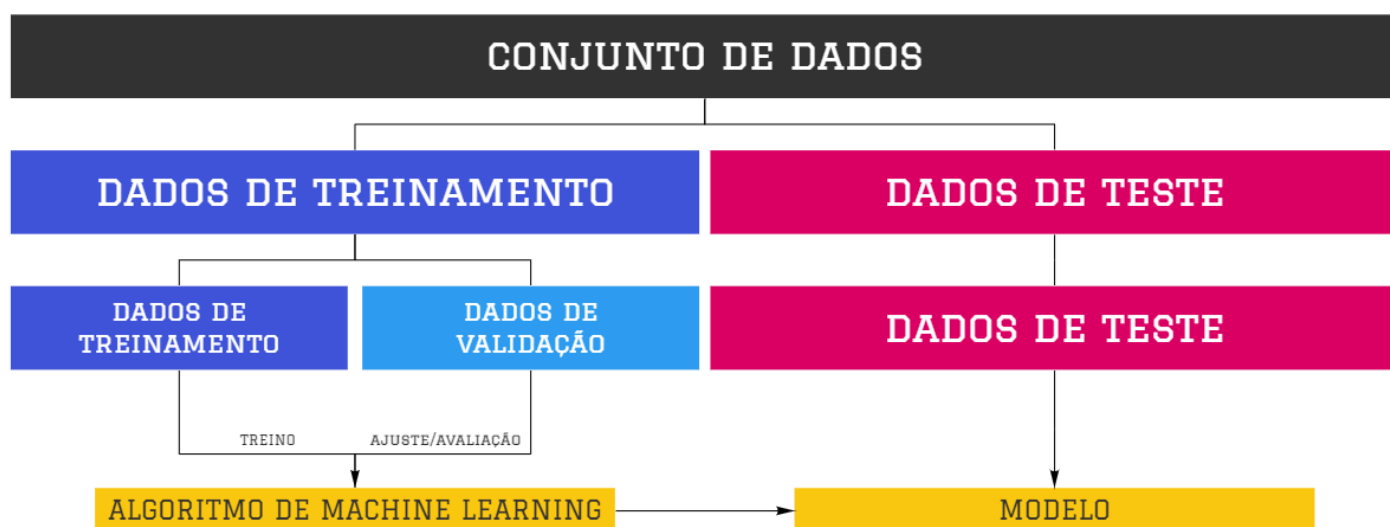 CONJUNTO DE DADOS
DADOS DE TREINAMENTO
DADOS DE TESTE
DADOS DE
TREINAMENTO
DADOS DE
VALIDAÇÃO
DADOS DE TESTE
TREINO
AJUSTE/AVALIAÇÃO
ALGORITMO DE MACHINE LEARNING
MODELO